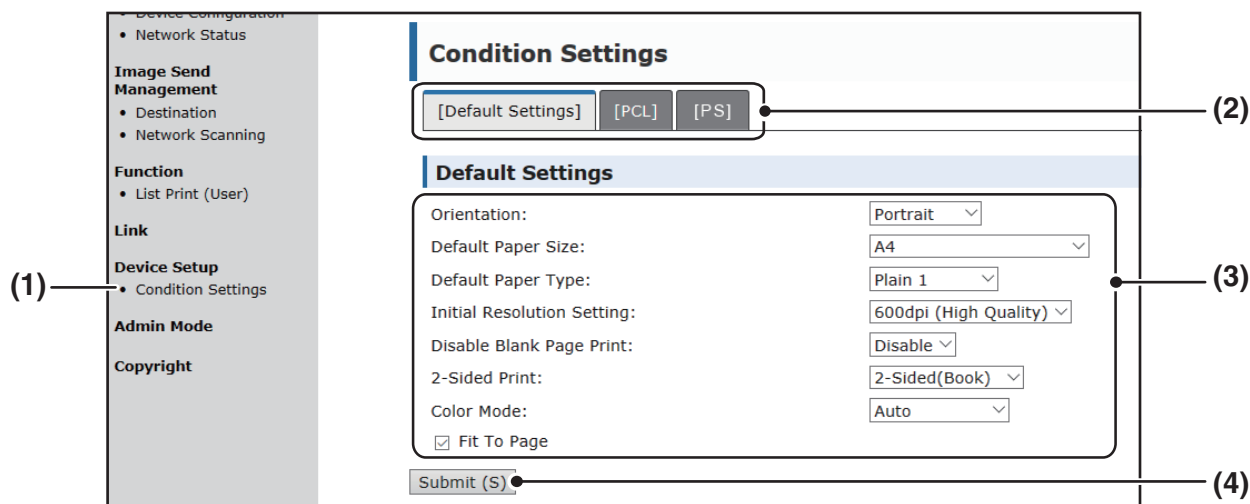 Device Configuration
• Network Status
Image Send
Management
• Destination
• Network Scanning
Function
• List Print (User)
Link
Device Setup
• Condition Settings
Admin Mode
Copyright
(1)
Condition Settings
[Default Settings] [PCL] [PS]
(2)
Default Settings
Orientation: Portrait
Default Paper Size: A4
Default Paper Type: Plain 1
(3)
Initial Resolution Setting: 600dpi (High Quality)
Disable Blank Page Print: Disable
2-Sided Print: 2-Sided(Book)
Color Mode: Auto
Fit To Page
Submit (S)
(4)